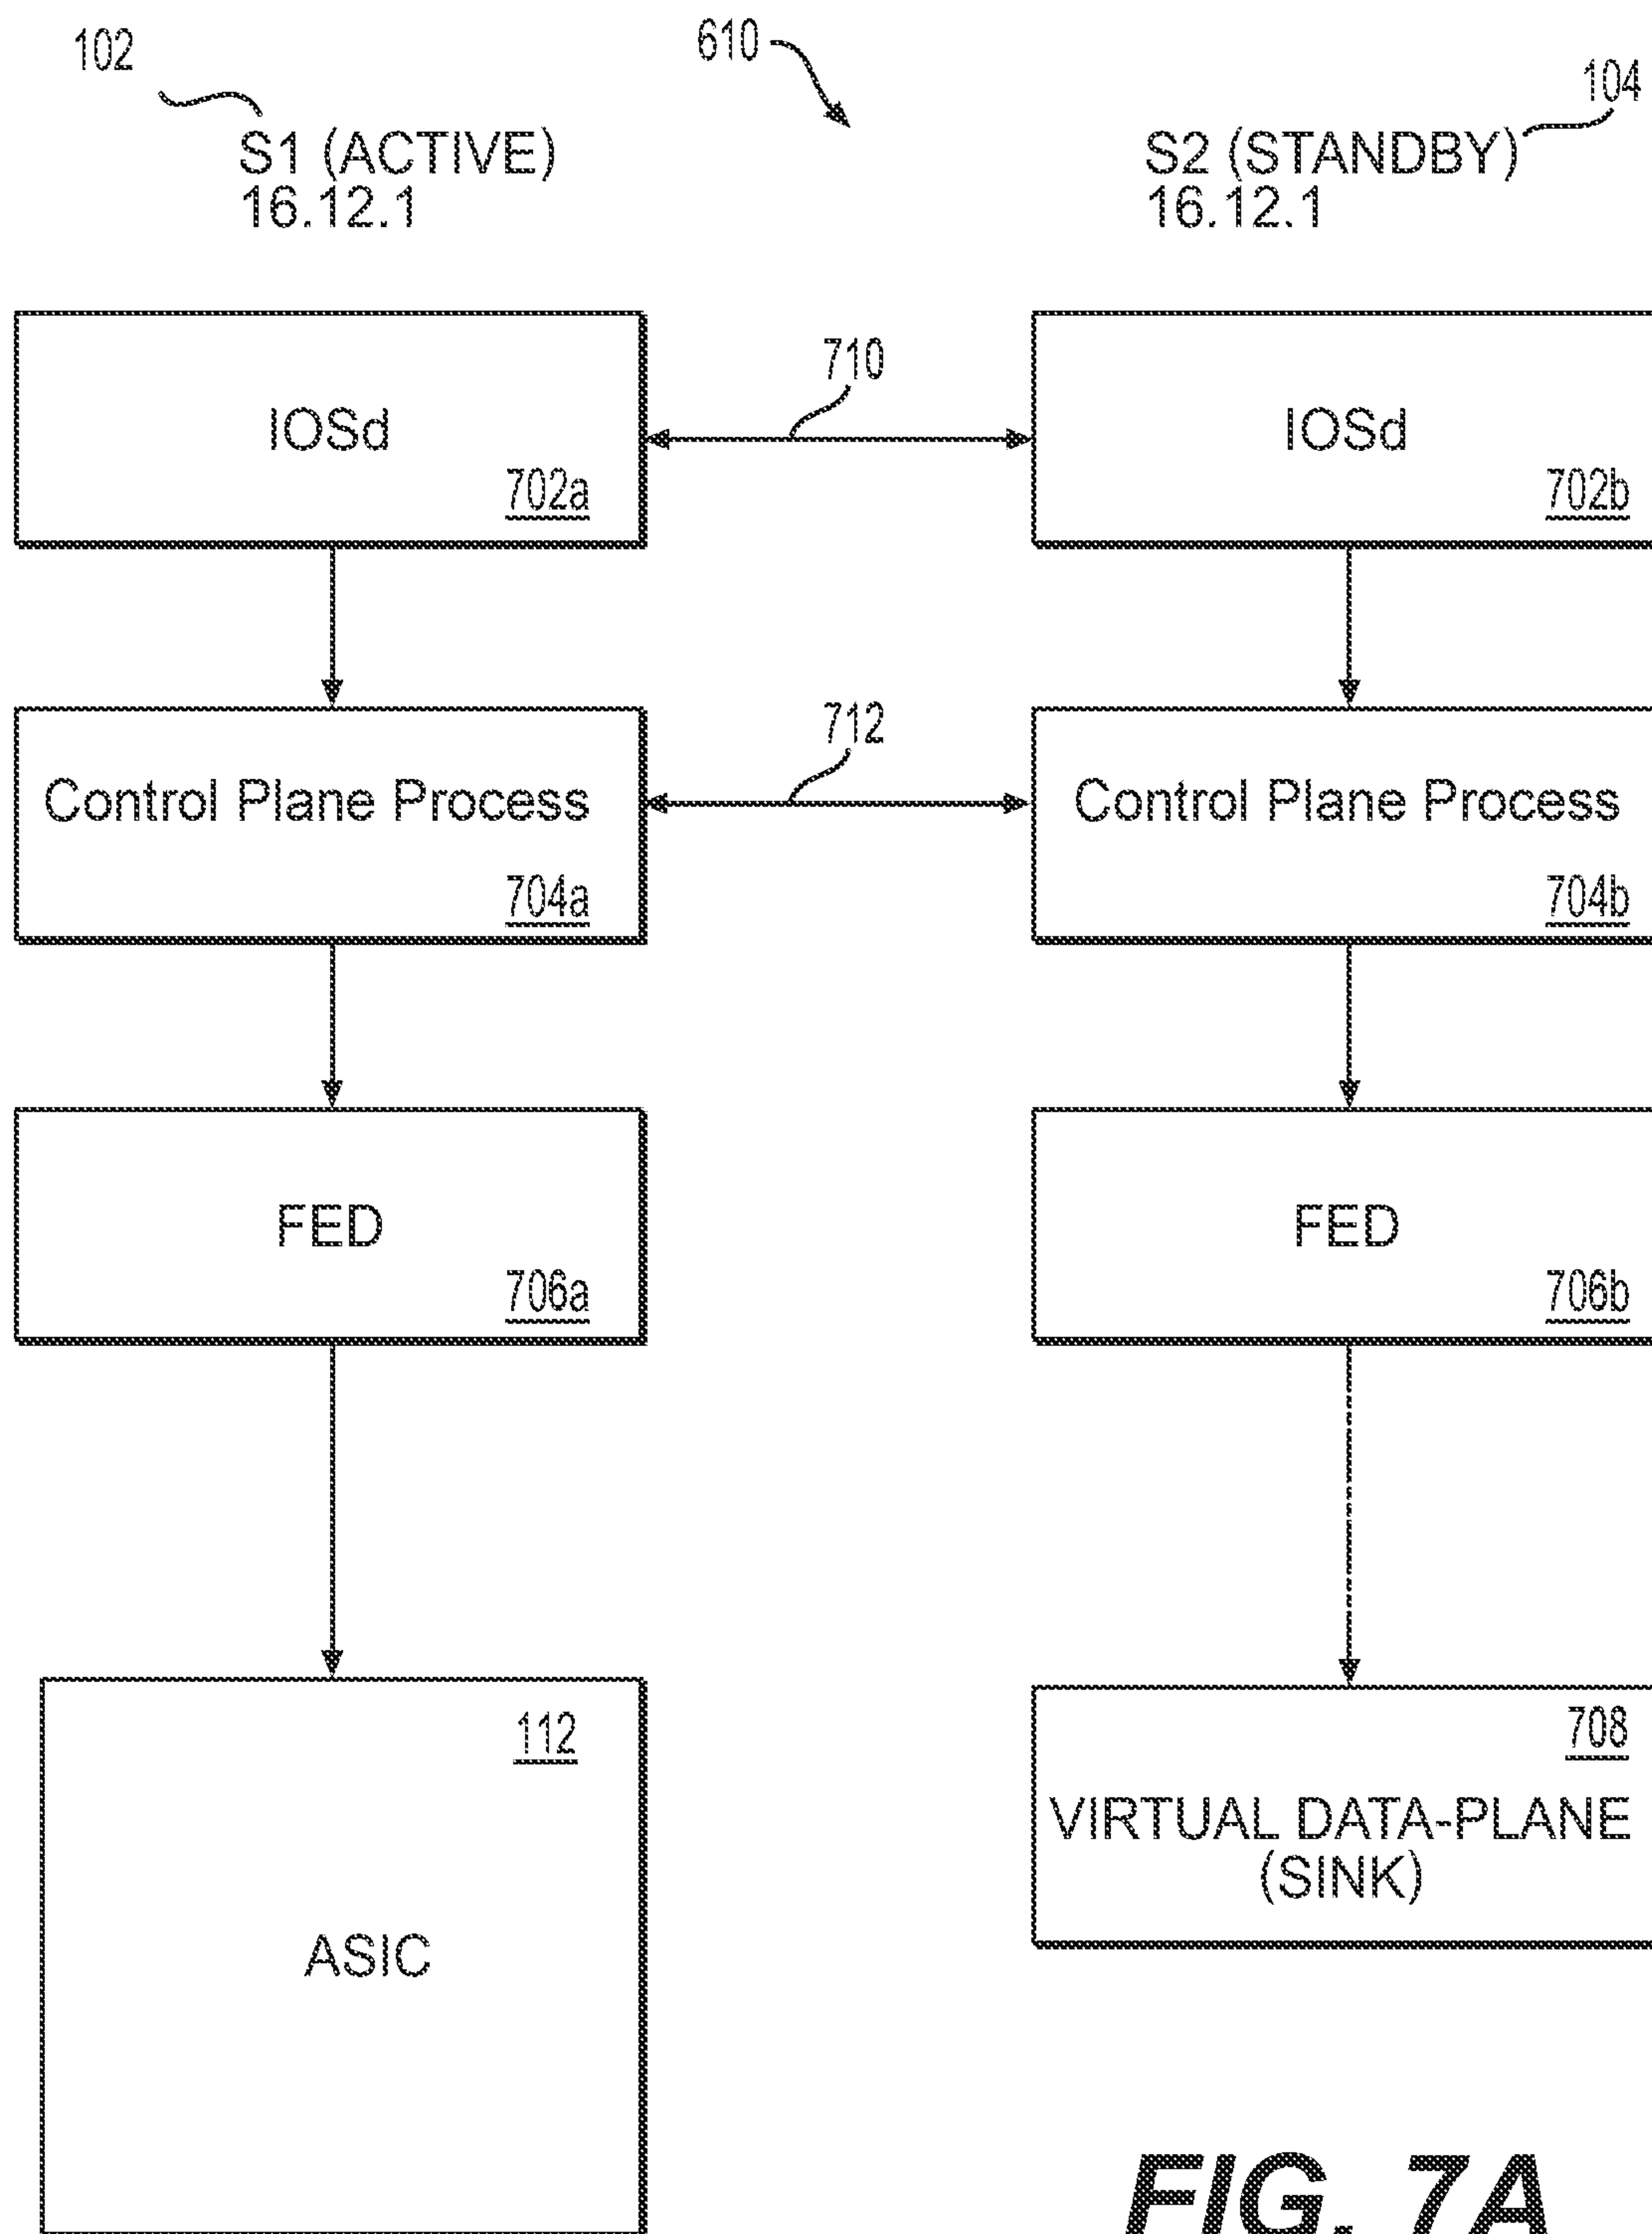 102
610
104
S1 (ACTIVE)
16.12.1
S2 (STANDBY)
16.12.1
710
IOSd
702a
IOSd
702b
712
Control Plane Process
704a
Control Plane Process
704b
FED
706a
FED
706b
112
ASIC
708
VIRTUAL DATA-PLANE
(SINK)
FIG. 7A